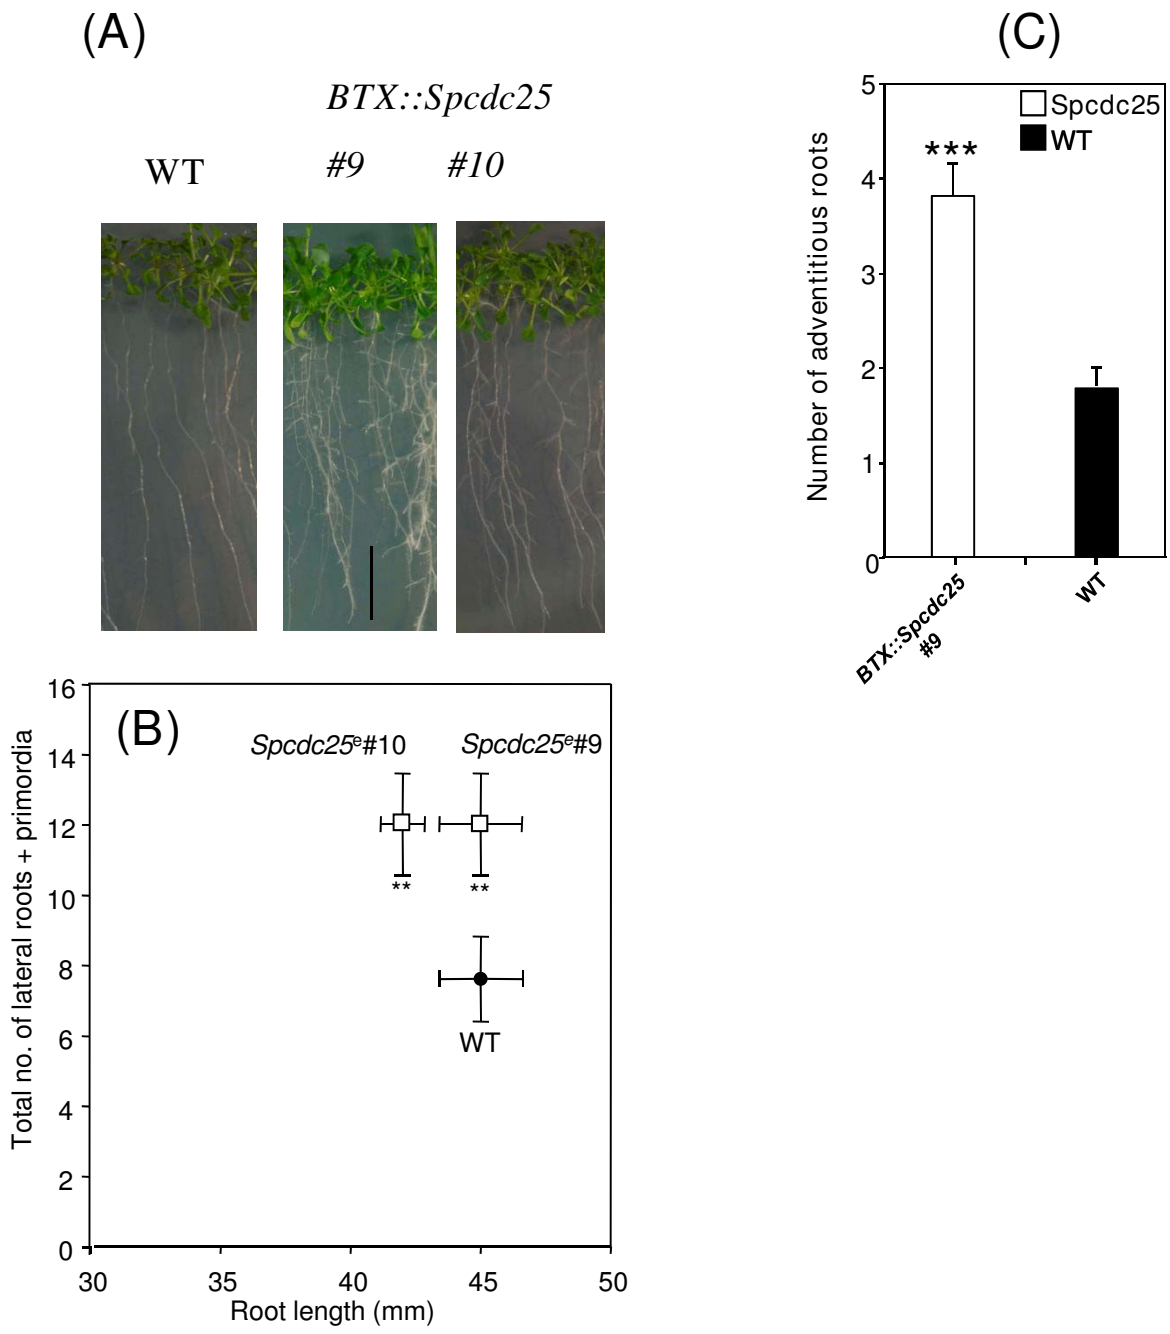 (A)
BTX::Spcdc25
WT #9 #10
(B)
Spcdc25e#10 Spcdc25e#9
** **
WT
16
14
12
10
8
6
4
2
0
Total no. of lateral roots + primordia
30 35 40 45 50
Root length (mm)
(C)
Spcdc25
WT
***
5
4
3
2
1
0
Number of adventitious roots
BTX::Spcdc25
#9
WT